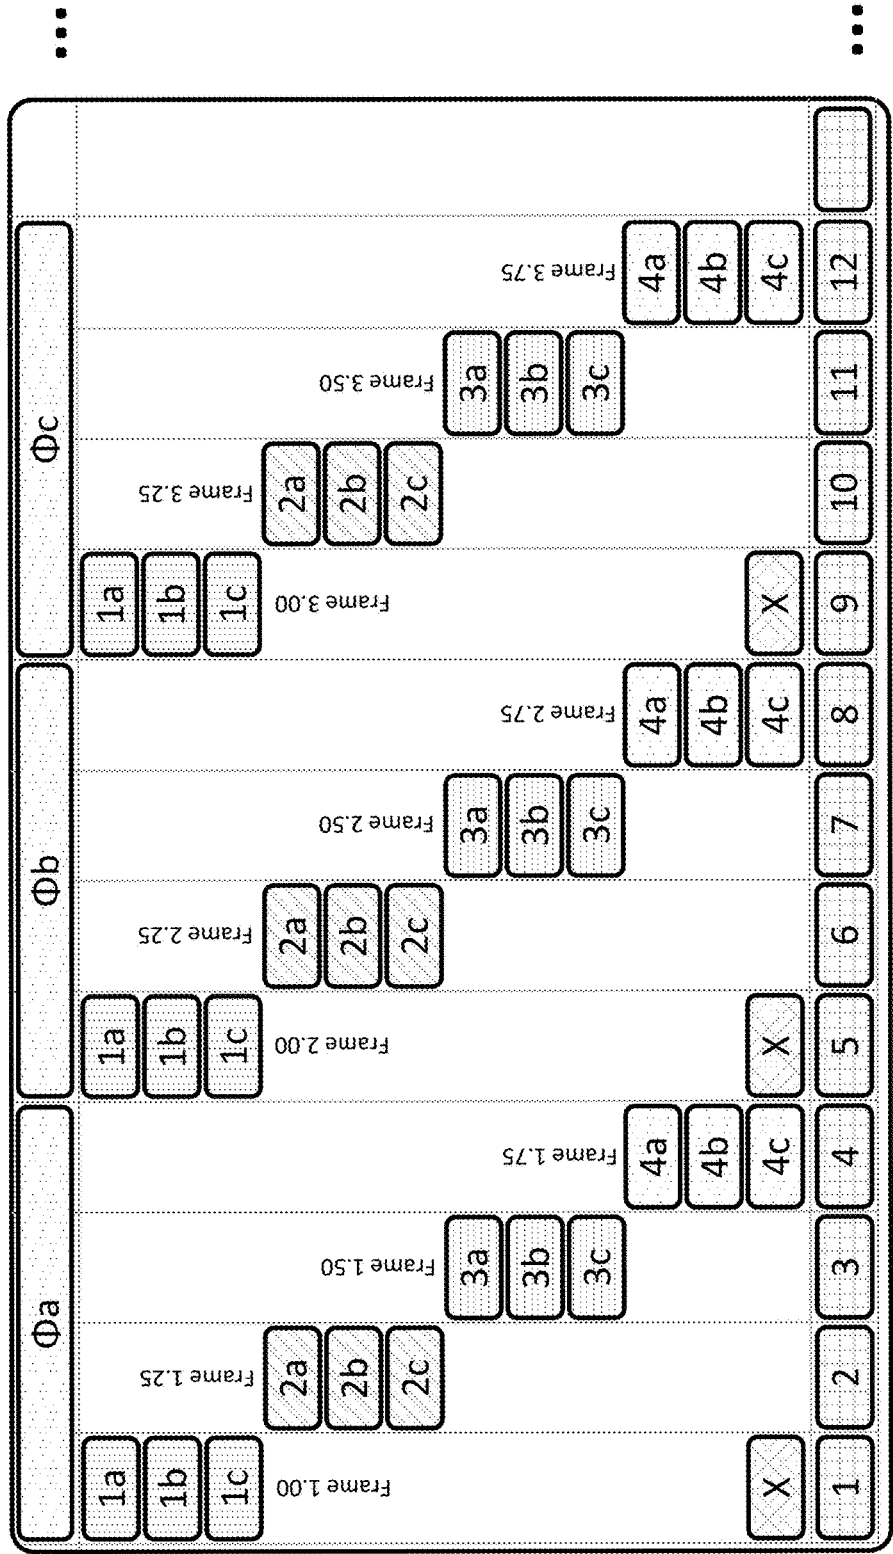 Φa Φb Φc
1a 1a 1a
1b 1b 1b
Frame 1.25 Frame 2.25 Frame 3.25
1c 1c 1c
2a 2a 2a
Frame 1.00 Frame 2.00 Frame 3.00
2b 2b 2b
Frame 1.50 Frame 2.50 Frame 3.50
2c 2c 2c
3a 3a 3a
3b 3b 3b
Frame 1.75 Frame 2.75 Frame 3.75
3c 3c 3c
4a 4a 4a
4b 4b 4b
X 4c X 4c X 4c
1 2 3 4 5 6 7 8 9 10 11 12